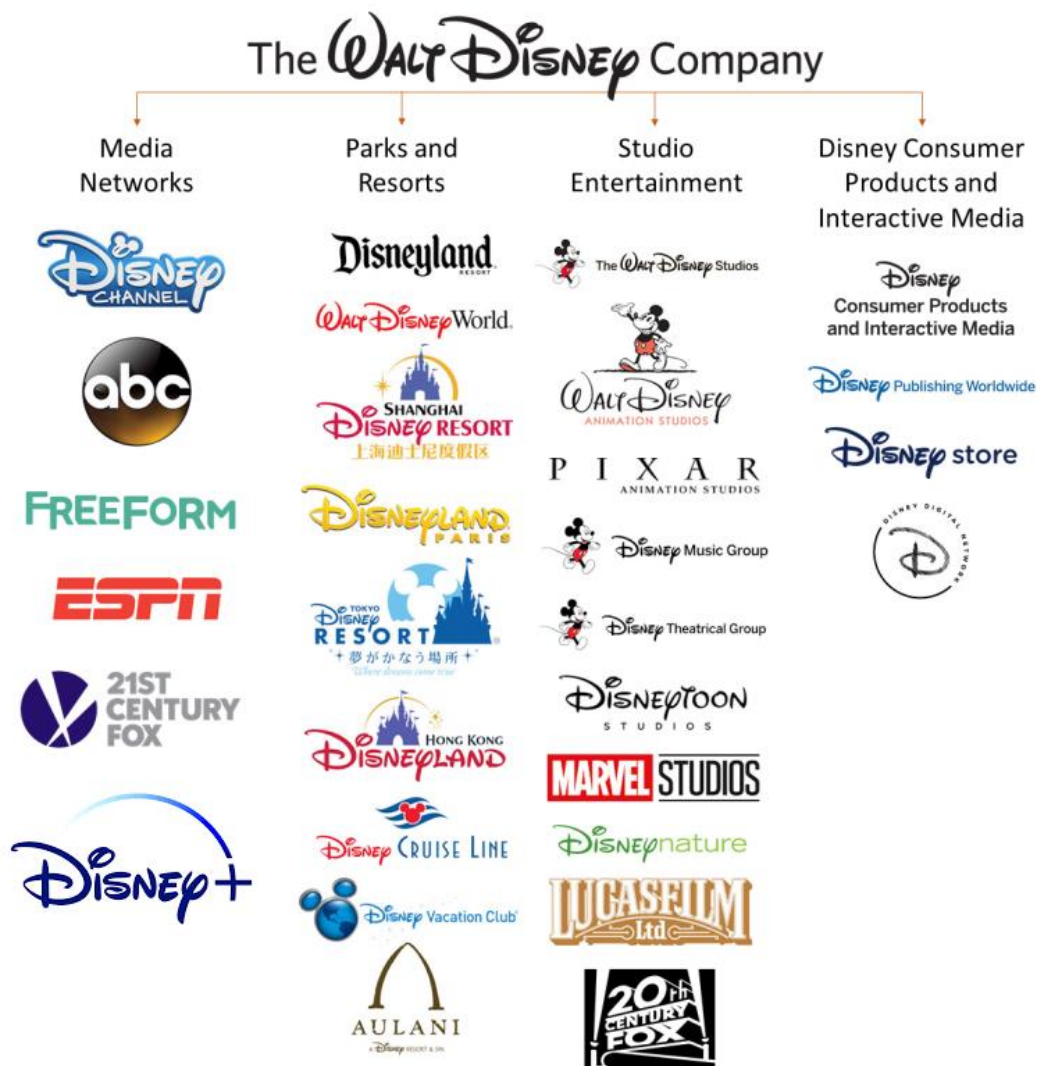 The WALT DISNEY Company
Media
Networks
DISNEY
CHANNEL
abc
FREEFORM
ESPN
21ST
CENTURY
FOX
DISNEY+
Parks and
Resorts
Disneyland
RESORT
WALT DISNEY World
SHANGHAI
DISNEY RESORT
上海迪士尼度假区
DISNEYLAND
PARIS
TOKYO
DISNEY
RESORT
夢がかなう場所
Where dreams come true
HONG KONG
DISNEYLAND
DISNEY CRUISE LINE
DISNEY Vacation Club
AULANI
A DISNEY RESORT & SPA
Studio
Entertainment
The WALT DISNEY Studios
WALT DISNEY
ANIMATION STUDIOS
PIXAR
ANIMATION STUDIOS
DISNEY Music Group
DISNEY Theatrical Group
DISNEYTOON
STUDIOS
MARVEL STUDIOS
DISNEYnature
LUCASFILM
Ltd
20TH
CENTURY
FOX
Disney Consumer
Products and
Interactive Media
DISNEY
Consumer Products
and Interactive Media
DISNEY Publishing Worldwide
DISNEY store
DISNEY DIGITAL NETWORK
D